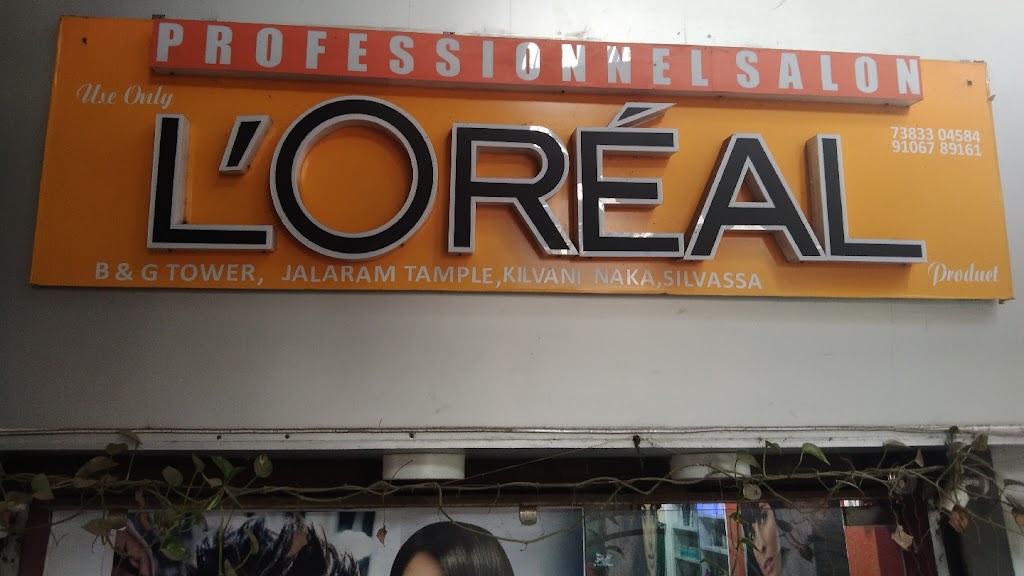 PROFESSIONNEL SALON
Use Only
L'ORÉAL
73833 04584
91067 89161
B & G TOWER, JALARAM TAMPLE,KILVANI NAKA,SILVASSA
Product